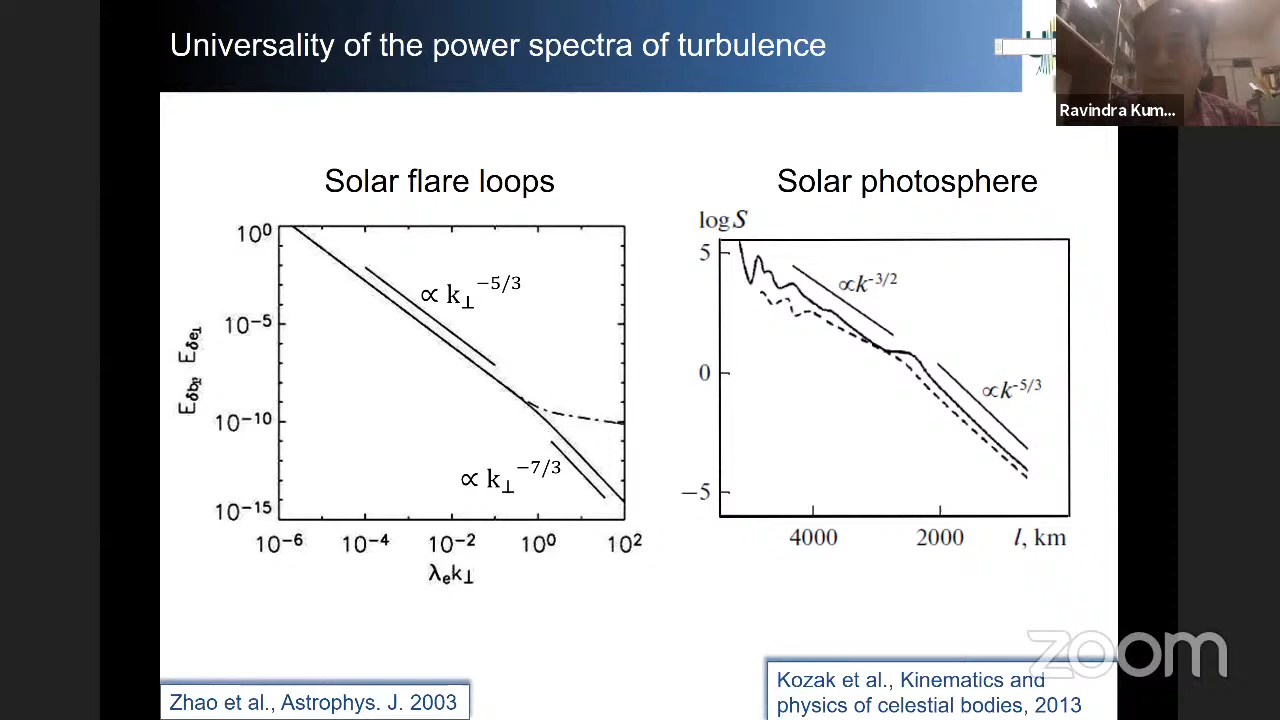 Universality of the power spectra of turbulence
Ravindra Kum...
Solar flare loops
10⁰
10⁻⁵
10⁻¹⁰
10⁻¹⁵
E_δb⊥ E_δe⊥
∝ k⊥⁻⁵/³
∝ k⊥⁻⁷/³
10⁻⁶ 10⁻⁴ 10⁻² 10⁰ 10²
λₑk⊥
Solar photosphere
log S
5
0
−5
∝k⁻³/²
∝k⁻⁵/³
4000 2000 l, km
zoom
Zhao et al., Astrophys. J. 2003
Kozak et al., Kinematics and
physics of celestial bodies, 2013